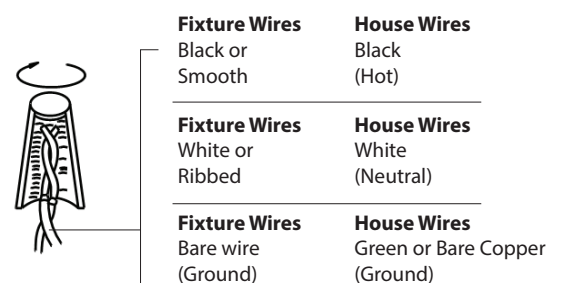 Fixture Wires House Wires
Black or Black
Smooth (Hot)
Fixture Wires House Wires
White or White
Ribbed (Neutral)
Fixture Wires House Wires
Bare wire Green or Bare Copper
(Ground) (Ground)